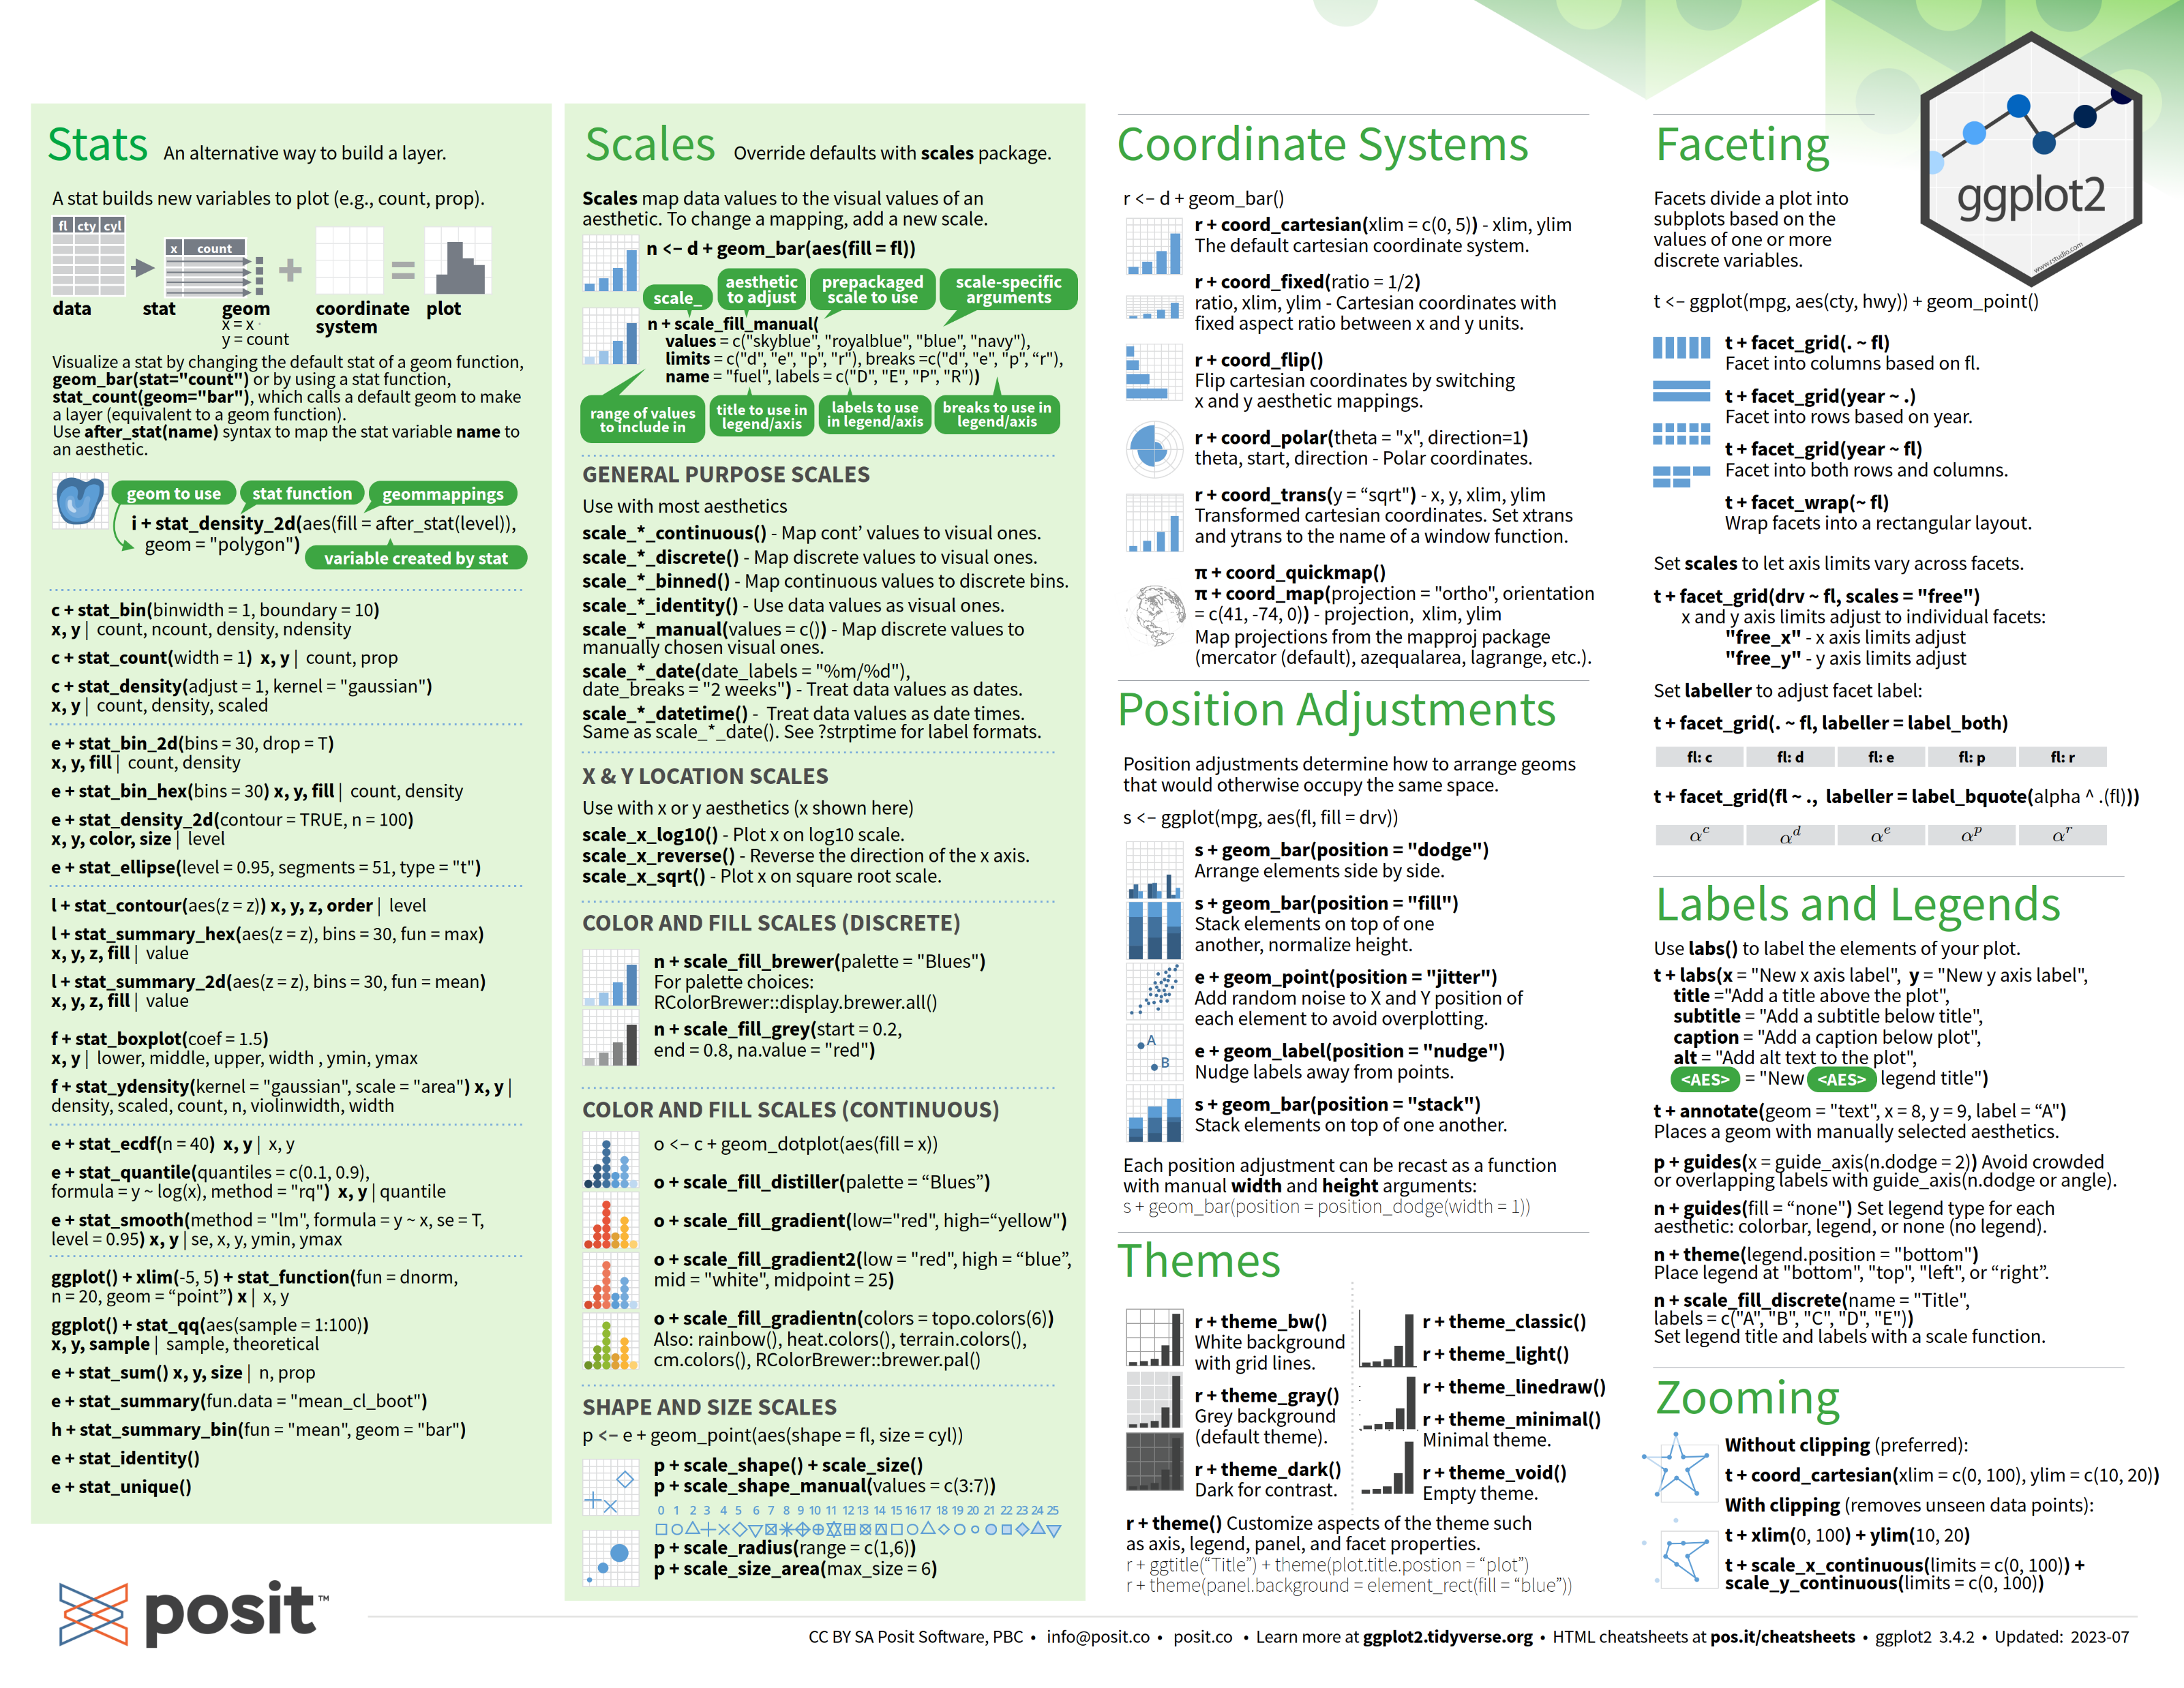 Stats An alternative way to build a layer.
A stat builds new variables to plot (e.g., count, prop).
fl cty cyl
x count
data stat geom coordinate system plot
x = x ·
y = count
Visualize a stat by changing the default stat of a geom function,
geom_bar(stat="count") or by using a stat function,
stat_count(geom="bar"), which calls a default geom to make
a layer (equivalent to a geom function).
Use after_stat(name) syntax to map the stat variable name to
an aesthetic.
geom to use stat function geommappings
i + stat_density_2d(aes(fill = after_stat(level)),
geom = "polygon")
variable created by stat
c + stat_bin(binwidth = 1, boundary = 10)
x, y | count, ncount, density, ndensity
c + stat_count(width = 1) x, y | count, prop
c + stat_density(adjust = 1, kernel = "gaussian")
x, y | count, density, scaled
e + stat_bin_2d(bins = 30, drop = T)
x, y, fill | count, density
e + stat_bin_hex(bins = 30) x, y, fill | count, density
e + stat_density_2d(contour = TRUE, n = 100)
x, y, color, size | level
e + stat_ellipse(level = 0.95, segments = 51, type = "t")
l + stat_contour(aes(z = z)) x, y, z, order | level
l + stat_summary_hex(aes(z = z), bins = 30, fun = max)
x, y, z, fill | value
l + stat_summary_2d(aes(z = z), bins = 30, fun = mean)
x, y, z, fill | value
f + stat_boxplot(coef = 1.5)
x, y | lower, middle, upper, width , ymin, ymax
f + stat_ydensity(kernel = "gaussian", scale = "area") x, y |
density, scaled, count, n, violinwidth, width
e + stat_ecdf(n = 40) x, y | x, y
e + stat_quantile(quantiles = c(0.1, 0.9),
formula = y ~ log(x), method = "rq") x, y | quantile
e + stat_smooth(method = "lm", formula = y ~ x, se = T,
level = 0.95) x, y | se, x, y, ymin, ymax
ggplot() + xlim(-5, 5) + stat_function(fun = dnorm,
n = 20, geom = “point”) x | x, y
ggplot() + stat_qq(aes(sample = 1:100))
x, y, sample | sample, theoretical
e + stat_sum() x, y, size | n, prop
e + stat_summary(fun.data = "mean_cl_boot")
h + stat_summary_bin(fun = "mean", geom = "bar")
e + stat_identity()
e + stat_unique()
Scales Override defaults with scales package.
Scales map data values to the visual values of an
aesthetic. To change a mapping, add a new scale.
n <- d + geom_bar(aes(fill = fl))
scale_ aesthetic to adjust prepackaged scale to use scale-specific arguments
n + scale_fill_manual(
values = c("skyblue", "royalblue", "blue", "navy"),
limits = c("d", "e", "p", "r"), breaks =c("d", "e", "p", “r"),
name = "fuel", labels = c("D", "E", "P", "R"))
range of values to include in title to use in legend/axis labels to use in legend/axis breaks to use in legend/axis
GENERAL PURPOSE SCALES
Use with most aesthetics
scale_*_continuous() - Map cont’ values to visual ones.
scale_*_discrete() - Map discrete values to visual ones.
scale_*_binned() - Map continuous values to discrete bins.
scale_*_identity() - Use data values as visual ones.
scale_*_manual(values = c()) - Map discrete values to
manually chosen visual ones.
scale_*_date(date_labels = "%m/%d"),
date_breaks = "2 weeks") - Treat data values as dates.
scale_*_datetime() - Treat data values as date times.
Same as scale_*_date(). See ?strptime for label formats.
X & Y LOCATION SCALES
Use with x or y aesthetics (x shown here)
scale_x_log10() - Plot x on log10 scale.
scale_x_reverse() - Reverse the direction of the x axis.
scale_x_sqrt() - Plot x on square root scale.
COLOR AND FILL SCALES (DISCRETE)
n + scale_fill_brewer(palette = "Blues")
For palette choices:
RColorBrewer::display.brewer.all()
n + scale_fill_grey(start = 0.2,
end = 0.8, na.value = "red")
COLOR AND FILL SCALES (CONTINUOUS)
o <- c + geom_dotplot(aes(fill = x))
o + scale_fill_distiller(palette = “Blues”)
o + scale_fill_gradient(low="red", high=“yellow")
o + scale_fill_gradient2(low = "red", high = “blue”,
mid = "white", midpoint = 25)
o + scale_fill_gradientn(colors = topo.colors(6))
Also: rainbow(), heat.colors(), terrain.colors(),
cm.colors(), RColorBrewer::brewer.pal()
SHAPE AND SIZE SCALES
p <- e + geom_point(aes(shape = fl, size = cyl))
p + scale_shape() + scale_size()
p + scale_shape_manual(values = c(3:7))
0 1 2 3 4 5 6 7 8 9 10 11 12 13 14 15 16 17 18 19 20 21 22 23 24 25
p + scale_radius(range = c(1,6))
p + scale_size_area(max_size = 6)
Coordinate Systems
r <- d + geom_bar()
r + coord_cartesian(xlim = c(0, 5)) - xlim, ylim
The default cartesian coordinate system.
r + coord_fixed(ratio = 1/2)
ratio, xlim, ylim - Cartesian coordinates with
fixed aspect ratio between x and y units.
r + coord_flip()
Flip cartesian coordinates by switching
x and y aesthetic mappings.
r + coord_polar(theta = "x", direction=1)
theta, start, direction - Polar coordinates.
r + coord_trans(y = “sqrt") - x, y, xlim, ylim
Transformed cartesian coordinates. Set xtrans
and ytrans to the name of a window function.
π + coord_quickmap()
π + coord_map(projection = "ortho", orientation
= c(41, -74, 0)) - projection, xlim, ylim
Map projections from the mapproj package
(mercator (default), azequalarea, lagrange, etc.).
Position Adjustments
Position adjustments determine how to arrange geoms
that would otherwise occupy the same space.
s <- ggplot(mpg, aes(fl, fill = drv))
s + geom_bar(position = "dodge")
Arrange elements side by side.
s + geom_bar(position = "fill")
Stack elements on top of one
another, normalize height.
e + geom_point(position = "jitter")
Add random noise to X and Y position of
each element to avoid overplotting.
A
B
e + geom_label(position = "nudge")
Nudge labels away from points.
s + geom_bar(position = "stack")
Stack elements on top of one another.
Each position adjustment can be recast as a function
with manual width and height arguments:
s + geom_bar(position = position_dodge(width = 1))
Themes
r + theme_bw()
White background
with grid lines.
r + theme_gray()
Grey background
(default theme).
r + theme_dark()
Dark for contrast.
r + theme_classic()
r + theme_light()
r + theme_linedraw()
r + theme_minimal()
Minimal theme.
r + theme_void()
Empty theme.
r + theme() Customize aspects of the theme such
as axis, legend, panel, and facet properties.
r + ggtitle(“Title”) + theme(plot.title.postion = “plot”)
r + theme(panel.background = element_rect(fill = “blue”))
Faceting
ggplot2
www.rstudio.com
Facets divide a plot into
subplots based on the
values of one or more
discrete variables.
t <- ggplot(mpg, aes(cty, hwy)) + geom_point()
t + facet_grid(. ~ fl)
Facet into columns based on fl.
t + facet_grid(year ~ .)
Facet into rows based on year.
t + facet_grid(year ~ fl)
Facet into both rows and columns.
t + facet_wrap(~ fl)
Wrap facets into a rectangular layout.
Set scales to let axis limits vary across facets.
t + facet_grid(drv ~ fl, scales = "free")
x and y axis limits adjust to individual facets:
"free_x" - x axis limits adjust
"free_y" - y axis limits adjust
Set labeller to adjust facet label:
t + facet_grid(. ~ fl, labeller = label_both)
fl: c fl: d fl: e fl: p fl: r
t + facet_grid(fl ~ ., labeller = label_bquote(alpha ^ .(fl)))
αᶜ αᵈ αᵉ αᵖ αʳ
Labels and Legends
Use labs() to label the elements of your plot.
t + labs(x = "New x axis label", y = "New y axis label",
title ="Add a title above the plot",
subtitle = "Add a subtitle below title",
caption = "Add a caption below plot",
alt = "Add alt text to the plot",
<AES> = "New <AES> legend title")
t + annotate(geom = "text", x = 8, y = 9, label = “A")
Places a geom with manually selected aesthetics.
p + guides(x = guide_axis(n.dodge = 2)) Avoid crowded
or overlapping labels with guide_axis(n.dodge or angle).
n + guides(fill = “none") Set legend type for each
aesthetic: colorbar, legend, or none (no legend).
n + theme(legend.position = "bottom")
Place legend at "bottom", "top", "left", or “right”.
n + scale_fill_discrete(name = "Title",
labels = c("A", "B", "C", "D", "E"))
Set legend title and labels with a scale function.
Zooming
Without clipping (preferred):
t + coord_cartesian(xlim = c(0, 100), ylim = c(10, 20))
With clipping (removes unseen data points):
t + xlim(0, 100) + ylim(10, 20)
t + scale_x_continuous(limits = c(0, 100)) +
scale_y_continuous(limits = c(0, 100))
posit™
CC BY SA Posit Software, PBC • info@posit.co • posit.co • Learn more at ggplot2.tidyverse.org • HTML cheatsheets at pos.it/cheatsheets • ggplot2 3.4.2 • Updated: 2023-07